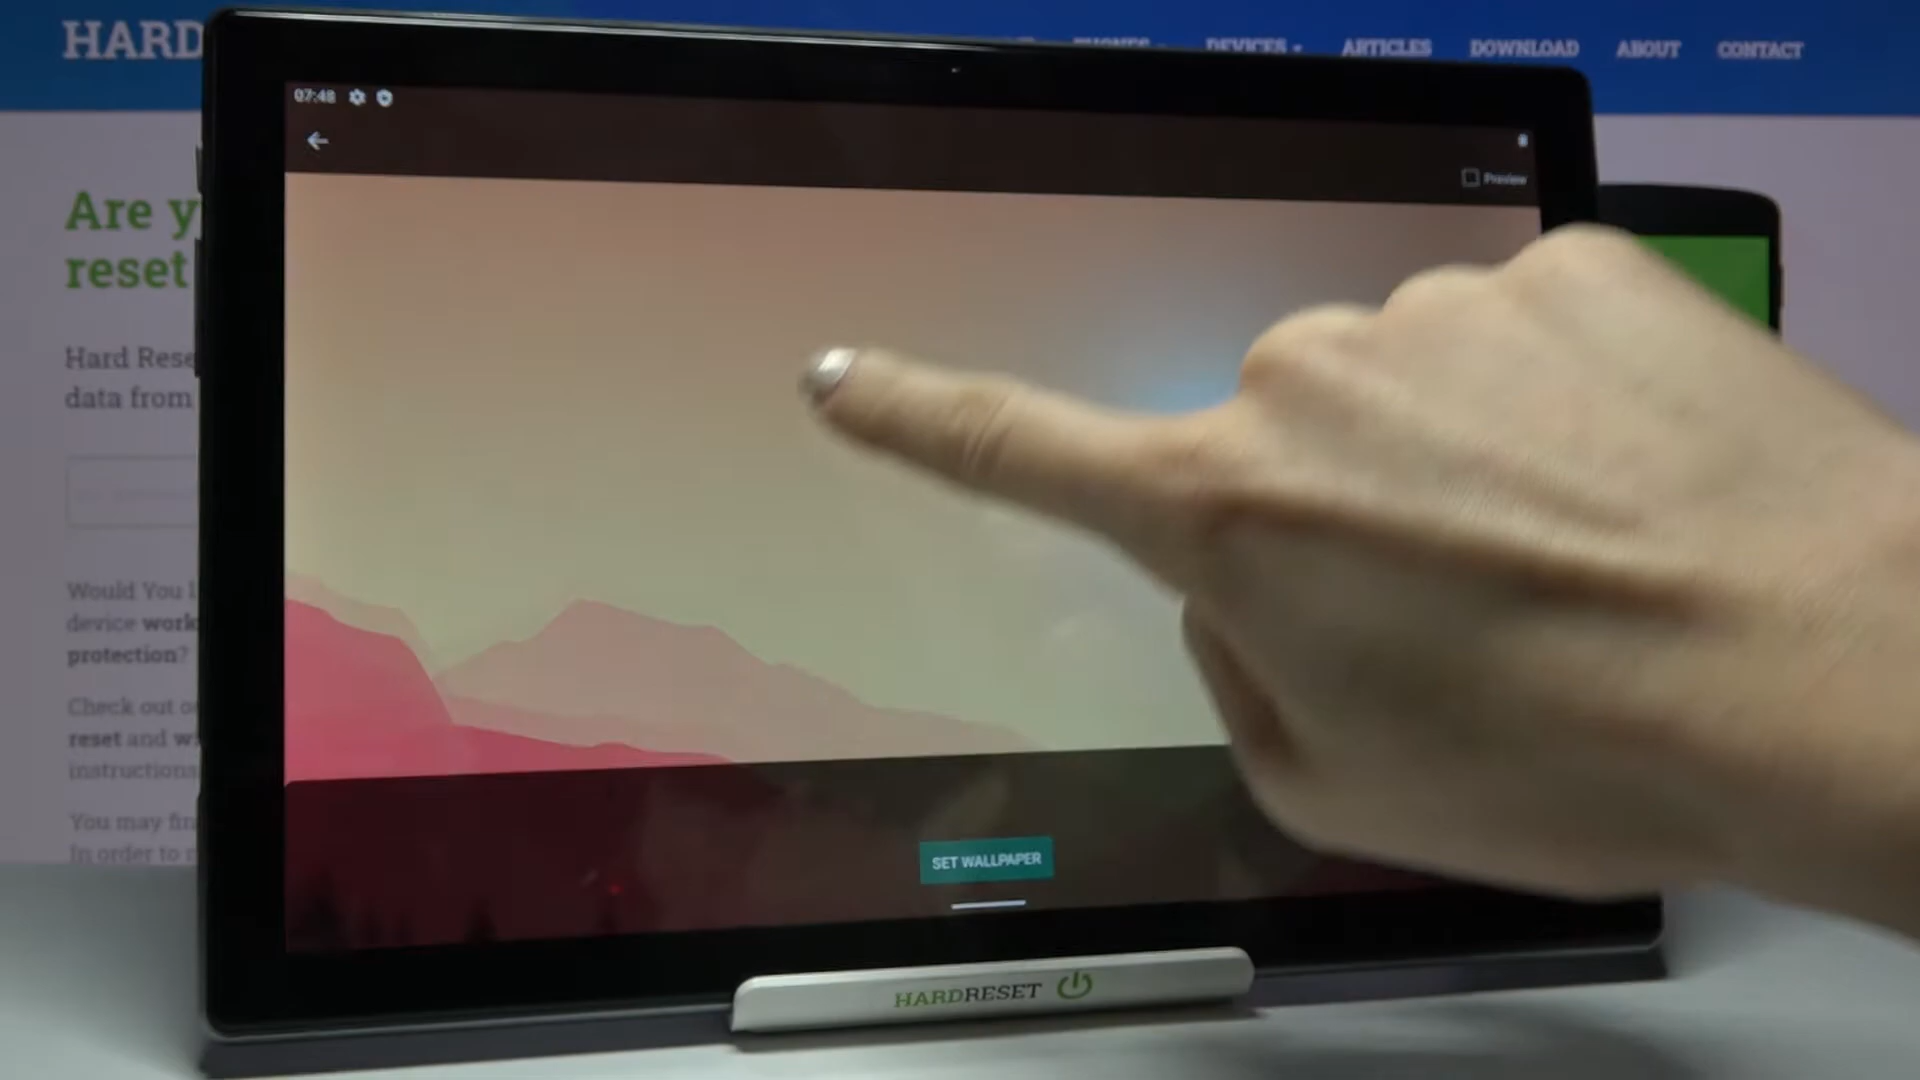 HARD
DEVICES
ARTICLES
DOWNLOAD
ABOUT
CONTACT
07:48
Preview
Are y
reset
Hard Rese
data from
Would You l
device work
protection?
Check out o
reset and w
instructions
You may fin
In order to
SET WALLPAPER
HARDRESET